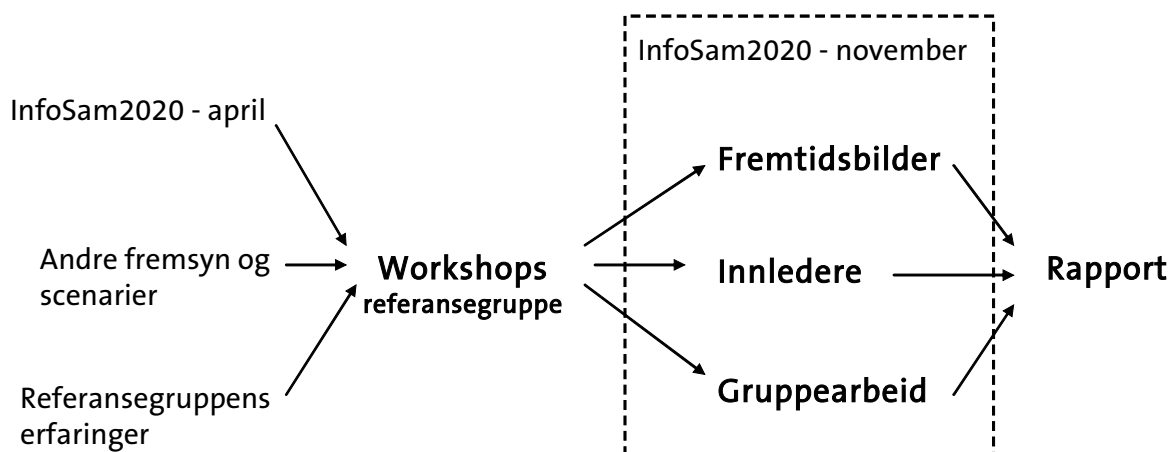 InfoSam2020 - april
Andre fremsyn og
scenarier
Referansegruppens
erfaringer
Workshops
referansegruppe
InfoSam2020 - november
Fremtidsbilder
Innledere
Gruppearbeid
Rapport